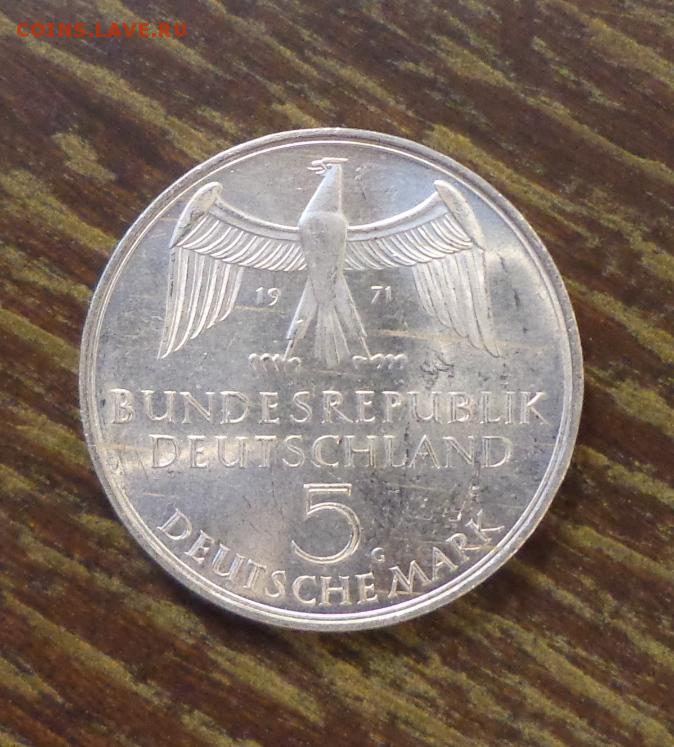 COINS.LAVE.RU
19 71
BUNDESREPUBLIK
DEUTSCHLAND
5
G
DEUTSCHE MARK